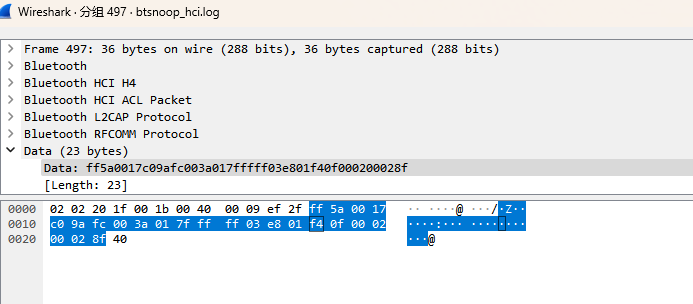 Wireshark · 分组 497 · btsnoop_hci.log
Frame 497: 36 bytes on wire (288 bits), 36 bytes captured (288 bits)
Bluetooth
Bluetooth HCI H4
Bluetooth HCI ACL Packet
Bluetooth L2CAP Protocol
Bluetooth RFCOMM Protocol
Data (23 bytes)
Data: ff5a0017c09afc003a017fffff03e801f40f000200028f
[Length: 23]
0000 02 02 20 1f 00 1b 00 40 00 09 ef 2f ff 5a 00 17 ·· ····@ ···/·Z··
0010 c0 9a fc 00 3a 01 7f ff ff 03 e8 01 f4 0f 00 02 ····:··· ········
0020 00 02 8f 40 ···@